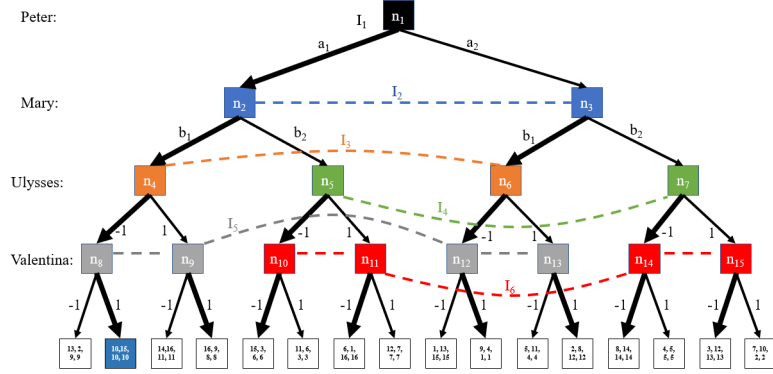 Peter: I₁ n₁
a₁ a₂
Mary: n₂ I₂ n₃
b₁ b₂ b₁ b₂
I₃
Ulysses: n₄ n₅ n₆ n₇
I₄
-1 1 -1 1 -1 1 -1 1
I₅
Valentina: n₈ n₉ n₁₀ n₁₁ n₁₂ n₁₃ n₁₄ n₁₅
I₆
-1 1 -1 1 -1 1 -1 1 -1 1 -1 1 -1 1 -1 1
13, 2, 10,15, 14,16, 16, 9, 15, 3, 11, 6, 6, 1, 12, 7, 1, 13, 9, 4, 5, 11, 2, 8, 8, 14, 4, 5, 3, 12, 7, 10,
9, 9 10, 10 11, 11 8, 8 6, 6 3, 3 16, 16 7, 7 15, 15 1, 1 4, 4 12, 12 14, 14 5, 5 13, 13 2, 2